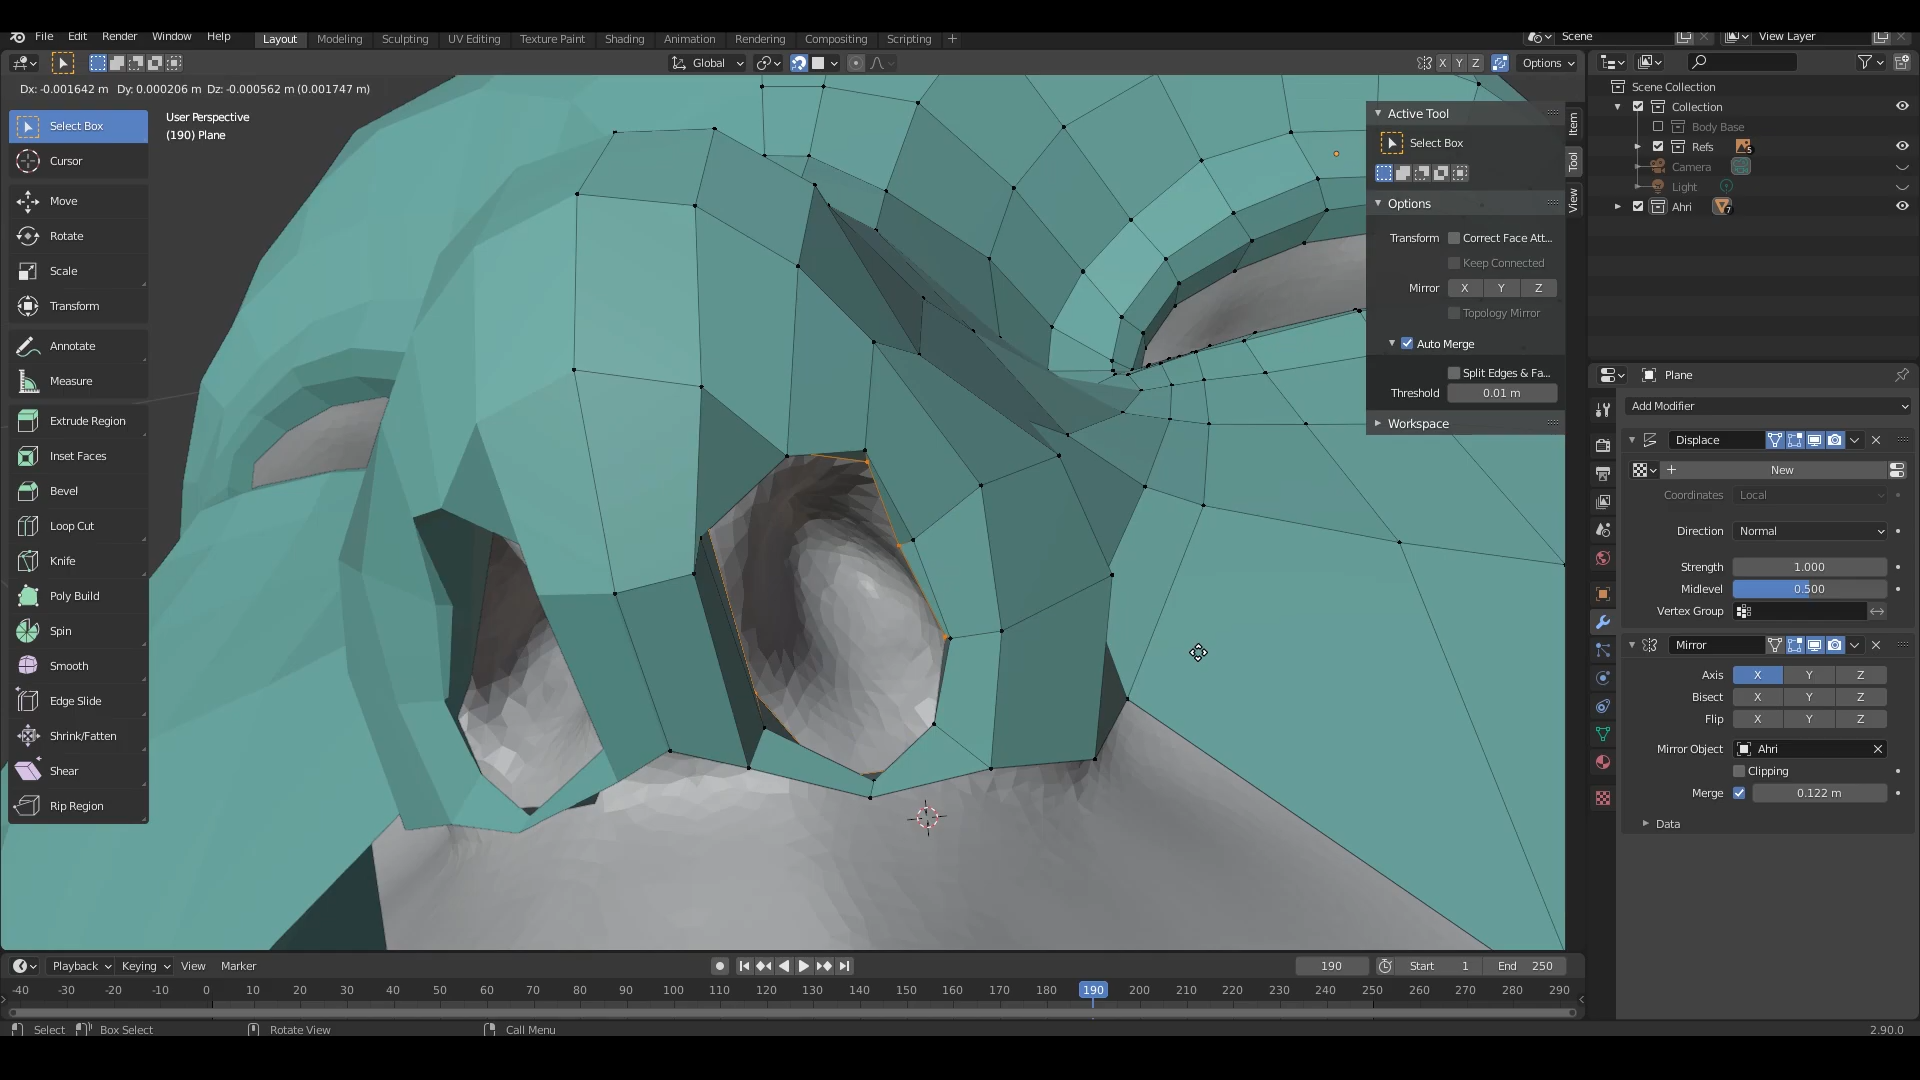 File Edit Render Window Help
Layout Modeling Sculpting UV Editing Texture Paint Shading Animation Rendering Compositing Scripting +
Scene
View Layer
Global
X Y Z
Options
Dx: -0.001642 m   Dy: 0.000206 m   Dz: -0.000562 m (0.001747 m)
User Perspective
(190) Plane
Select Box
Cursor
Move
Rotate
Scale
Transform
Annotate
Measure
Extrude Region
Inset Faces
Bevel
Loop Cut
Knife
Poly Build
Spin
Smooth
Edge Slide
Shrink/Fatten
Shear
Rip Region
Active Tool
Select Box
Options
Transform Correct Face Att...
Keep Connected
Mirror X Y Z
Topology Mirror
Auto Merge
Split Edges & Fa...
Threshold 0.01 m
Workspace
Item
Tool
View
Scene Collection
Collection
Body Base
Refs 5
Camera
Light
Ahri 7
Plane
Add Modifier
Displace
New
Coordinates Local
Direction Normal
Strength 1.000
Midlevel 0.500
Vertex Group
Mirror
Axis X Y Z
Bisect X Y Z
Flip X Y Z
Mirror Object Ahri
Clipping
Merge 0.122 m
Data
Playback Keying View Marker
190
Start 1
End 250
-40 -30 -20 -10 0 10 20 30 40 50 60 70 80 90 100 110 120 130 140 150 160 170 180 190 200 210 220 230 240 250 260 270 280 290
Select Box Select Rotate View Call Menu
2.90.0